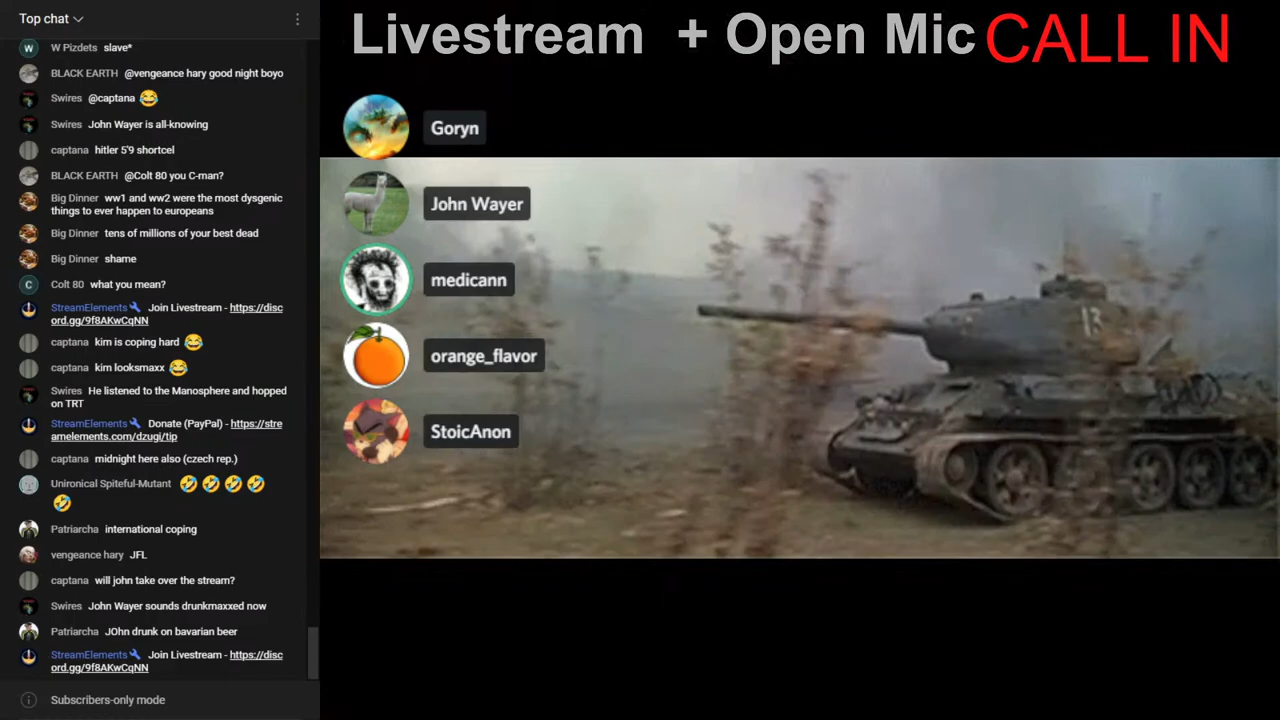 Top chat
W Pizdets slave*
BLACK EARTH @vengeance hary good night boyo
Swires @captana 😂
Swires John Wayer is all-knowing
captana hitler 5'9 shortcel
BLACK EARTH @Colt 80 you C-man?
Big Dinner ww1 and ww2 were the most dysgenic
things to ever happen to europeans
Big Dinner tens of millions of your best dead
Big Dinner shame
C Colt 80 what you mean?
StreamElements Join Livestream - https://disc
ord.gg/9f8AKwCqNN
captana kim is coping hard 😂
captana kim looksmaxx 😂
Swires He listened to the Manosphere and hopped
on TRT
StreamElements Donate (PayPal) - https://stre
amelements.com/dzugi/tip
captana midnight here also (czech rep.)
Unironical Spiteful-Mutant 🤣 🤣 🤣 🤣
🤣
Patriarcha international coping
vengeance hary JFL
captana will john take over the stream?
Swires John Wayer sounds drunkmaxxed now
Patriarcha JOhn drunk on bavarian beer
StreamElements Join Livestream - https://disc
ord.gg/9f8AKwCqNN
Subscribers-only mode
Livestream + Open Mic CALL IN
Goryn
John Wayer
medicann
orange_flavor
StoicAnon
13